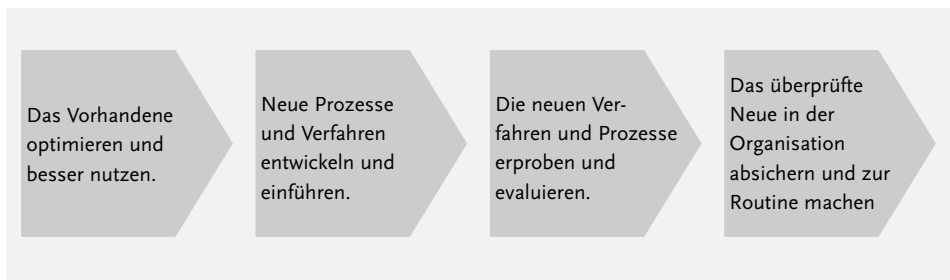 Das Vorhandene
optimieren und
besser nutzen.
Neue Prozesse
und Verfahren
entwickeln und
einführen.
Die neuen Ver-
fahren und Prozesse
erproben und
evaluieren.
Das überprüfte
Neue in der
Organisation
absichern und zur
Routine machen